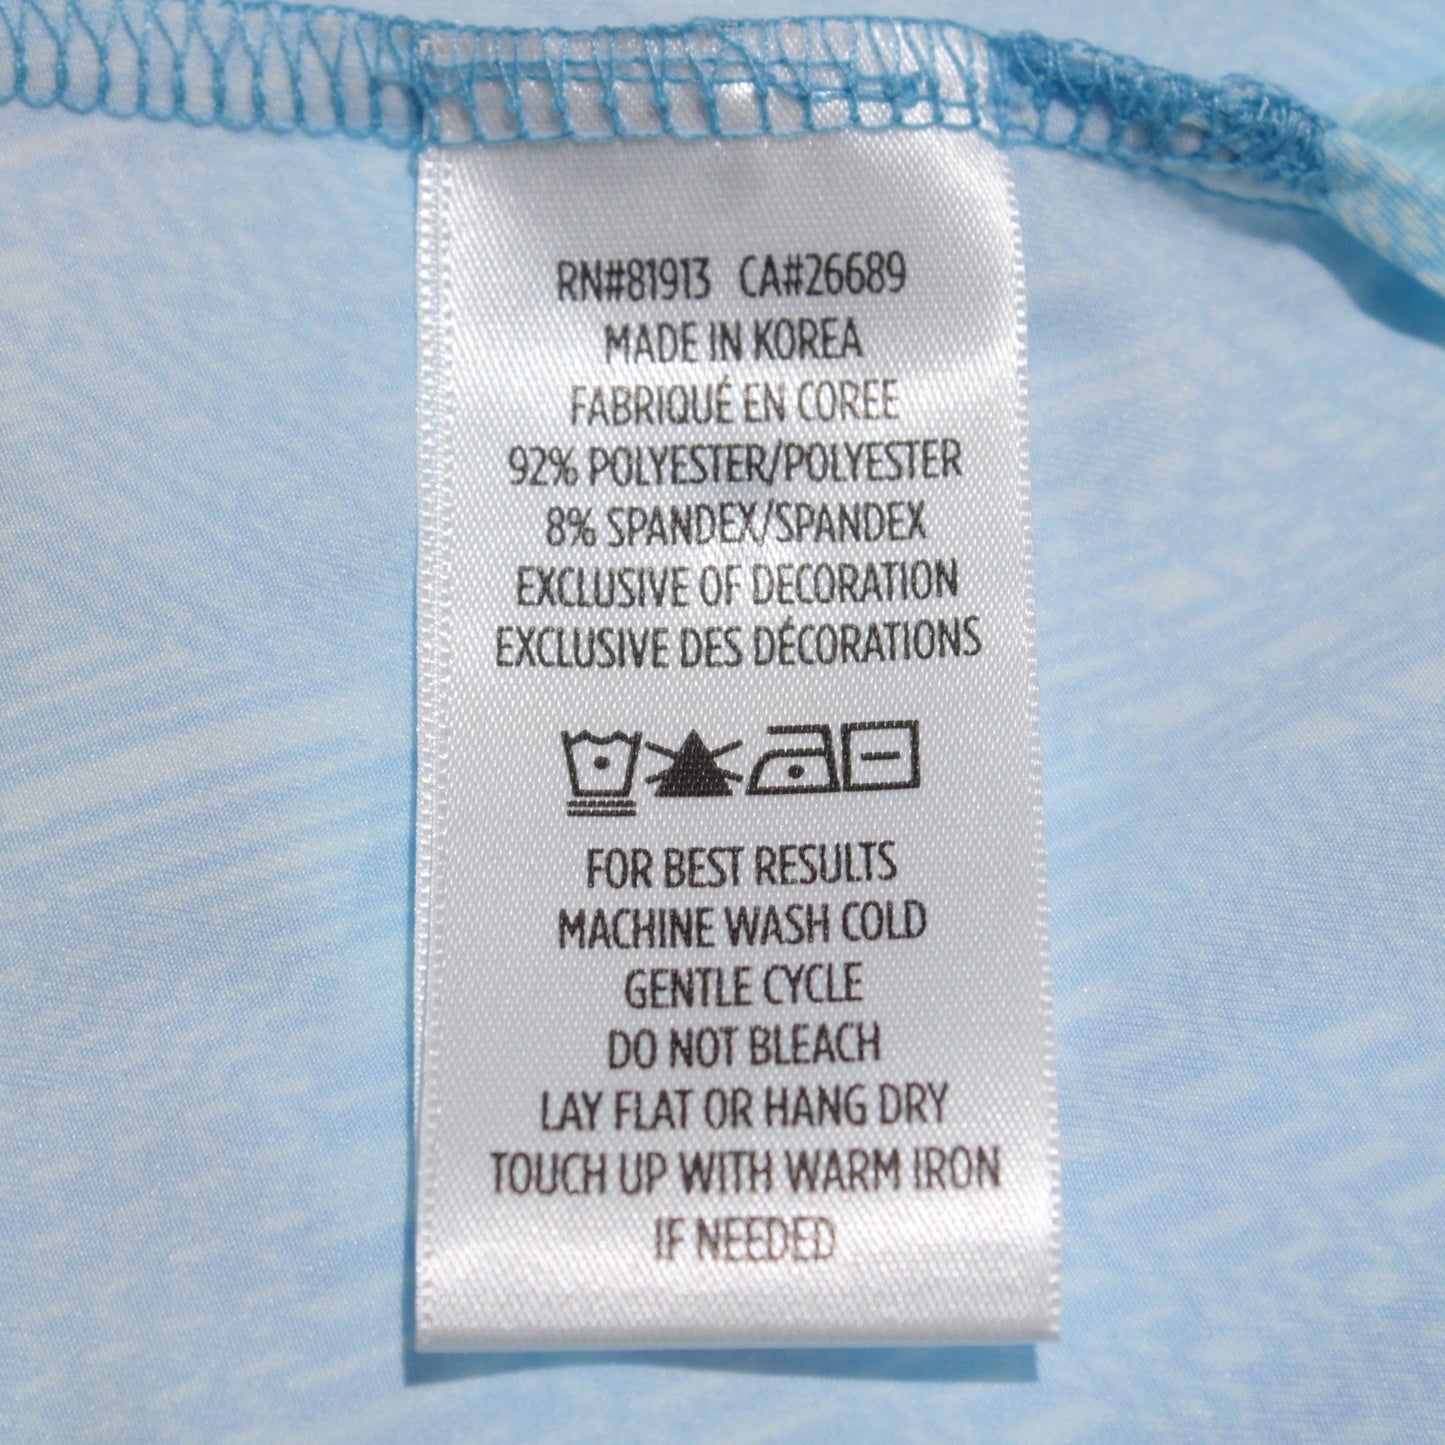 RN#81913 CA#26689
MADE IN KOREA
FABRIQUÉ EN COREE
92% POLYESTER/POLYESTER
8% SPANDEX/SPANDEX
EXCLUSIVE OF DECORATION
EXCLUSIVE DES DÉCORATIONS
FOR BEST RESULTS
MACHINE WASH COLD
GENTLE CYCLE
DO NOT BLEACH
LAY FLAT OR HANG DRY
TOUCH UP WITH WARM IRON
IF NEEDED